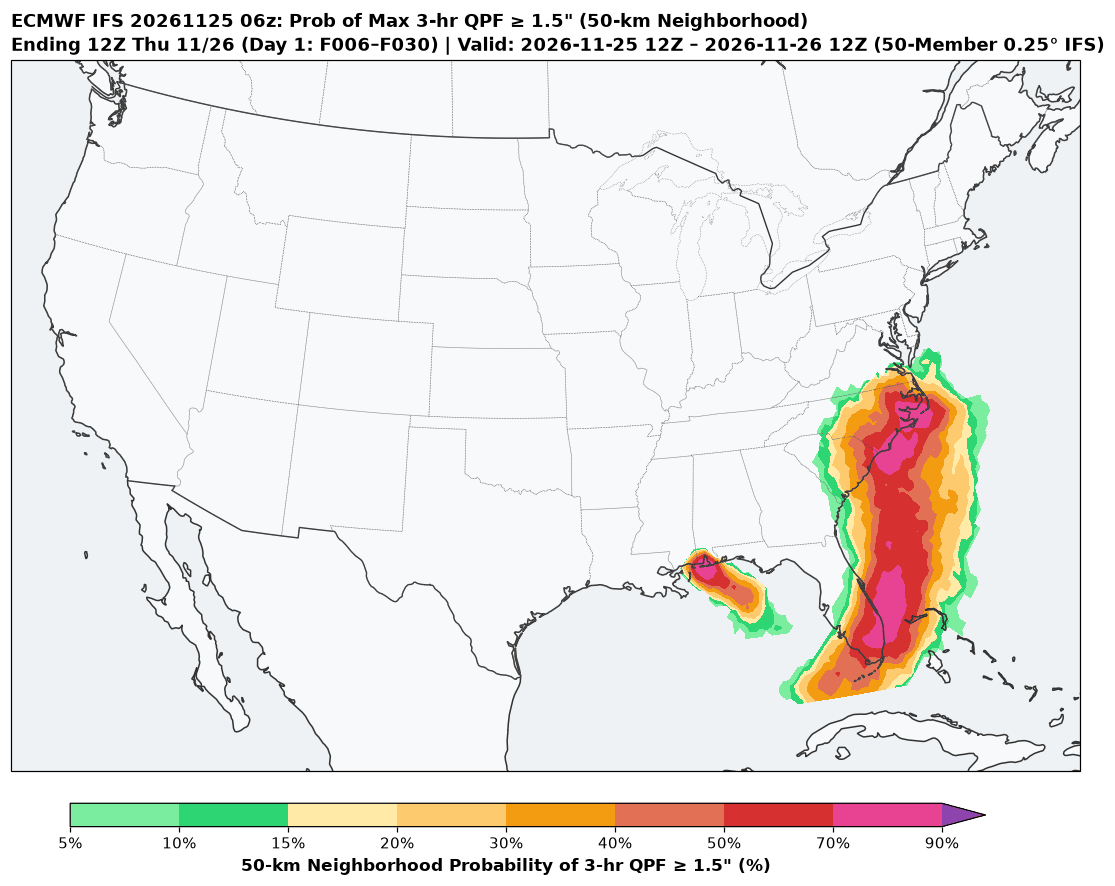 ECMWF IFS 20261125 06z: Prob of Max 3-hr QPF ≥ 1.5" (50-km Neighborhood)
Ending 12Z Thu 11/26 (Day 1: F006–F030) | Valid: 2026-11-25 12Z – 2026-11-26 12Z (50-Member 0.25° IFS)
5% 10% 15% 20% 30% 40% 50% 70% 90%
50-km Neighborhood Probability of 3-hr QPF ≥ 1.5" (%)